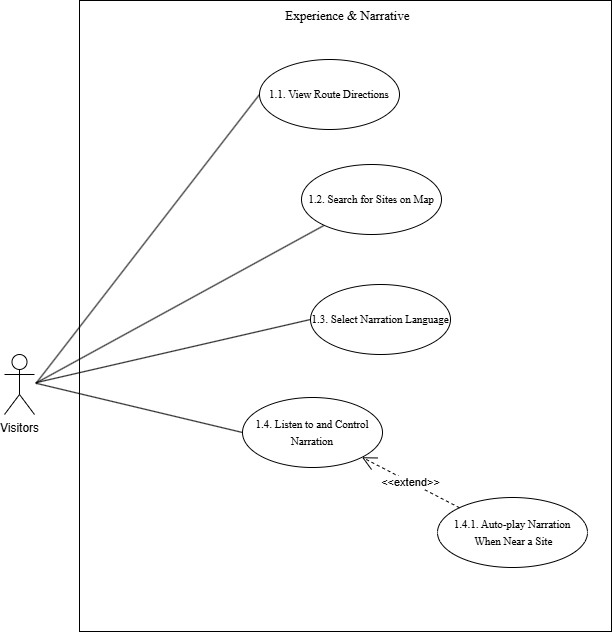 Experience & Narrative
1.1. View Route Directions
1.2. Search for Sites on Map
1.3. Select Narration Language
Visitors
1.4. Listen to and Control
Narration
<<extend>>
1.4.1. Auto-play Narration
When Near a Site